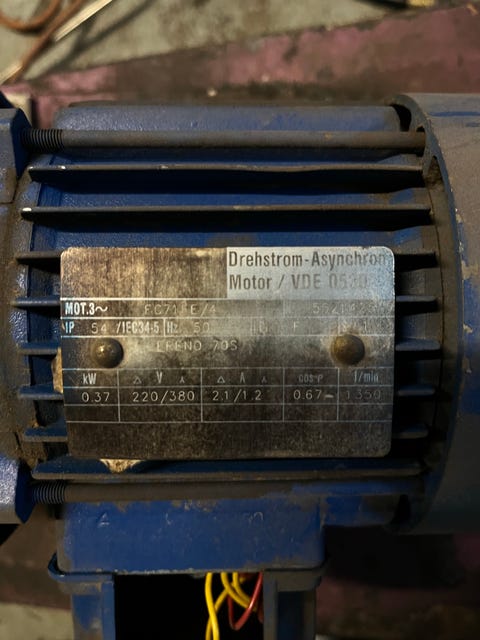 Drehstrom-Asynchron
Motor / VDE 0530
MOT.3~
IP 54 /IEC34-5 Hz 50 F
70S
kW △ V ⅄ △ A ⅄ cos φ 1/min
0.37 220/380 2.1/1.2 0.67 1350